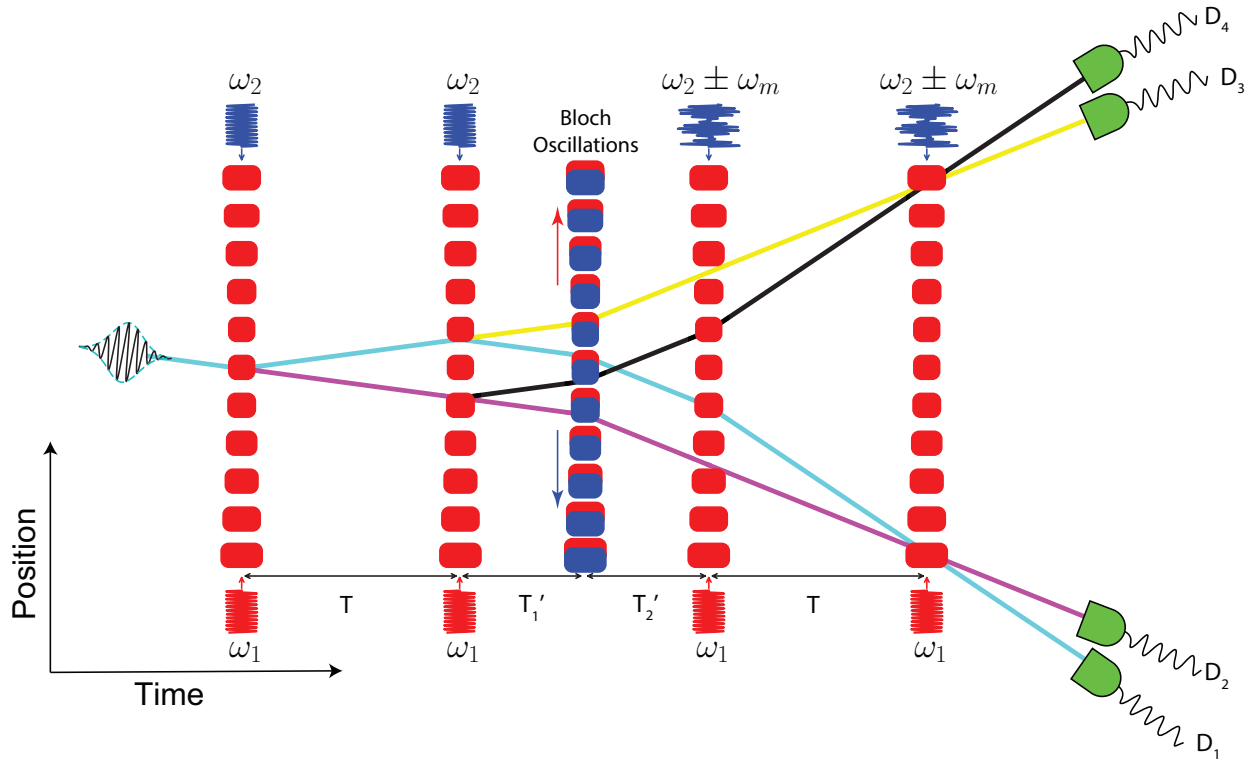 D₄
D₃
ω₂
ω₂
ω₂ ± ωₘ
ω₂ ± ωₘ
Bloch
Oscillations
T
T₁′
T₂′
T
ω₁
ω₁
ω₁
ω₁
Position
Time
D₂
D₁